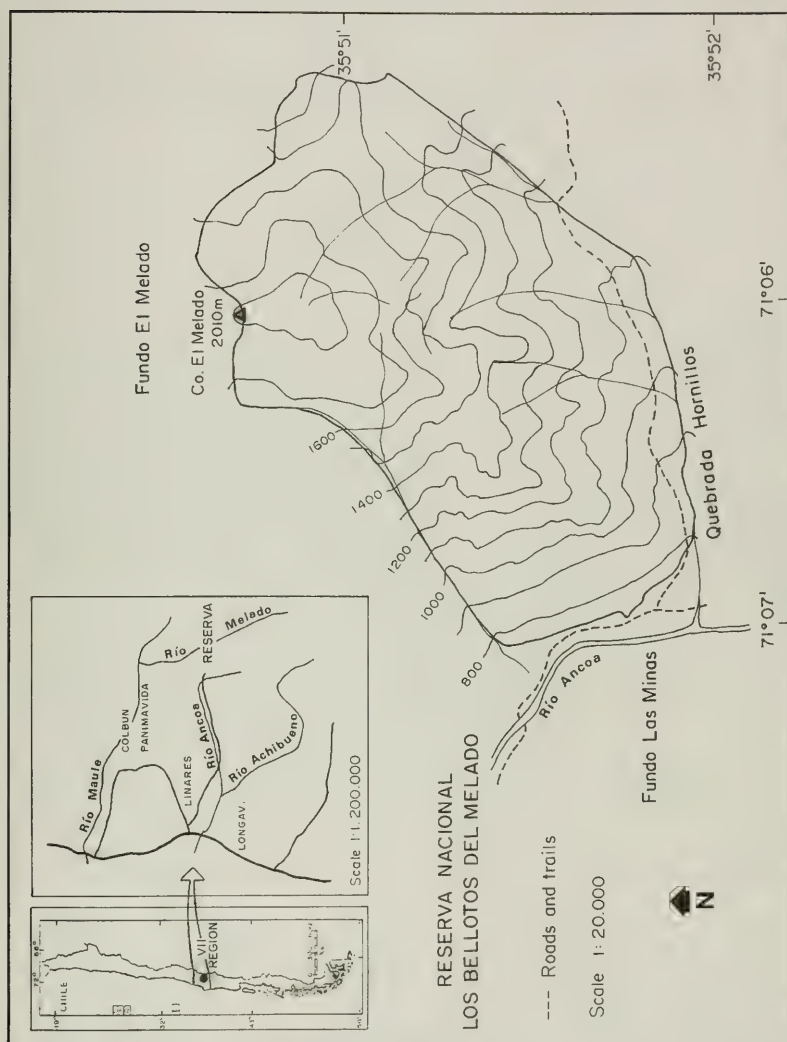 CHILE
VII
REGION
Río Maule
COLBUN
PANIMAVIDA
Río Melado
RESERVA
LINARES
Río Ancoa
Río Achibueno
LONGAV.
Scale 1:1.200.000
Fundo El Melado
Co. El Melado
2010m
35°51'
35°52'
1600
1400
1200
1000
800
Río Ancoa
Quebrada Hornillos
Fundo Las Minas
71°07'
71°06'
RESERVA NACIONAL
LOS BELLOTOS DEL MELADO
--- Roads and trails
Scale 1:20.000
N